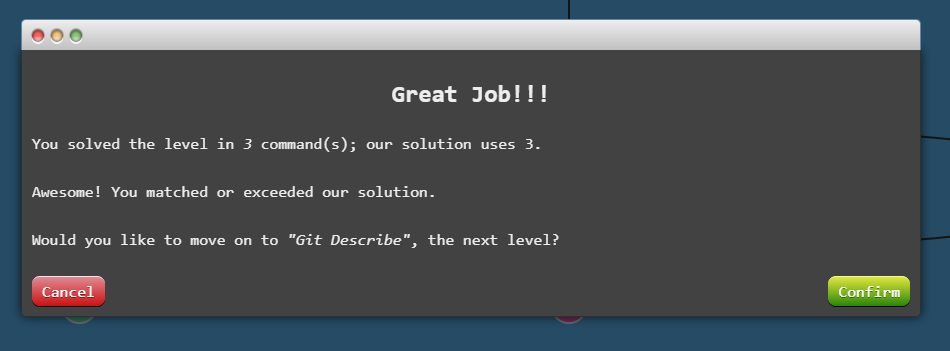 Great Job!!!
You solved the level in 3 command(s); our solution uses 3.
Awesome! You matched or exceeded our solution.
Would you like to move on to "Git Describe", the next level?
Cancel
Confirm